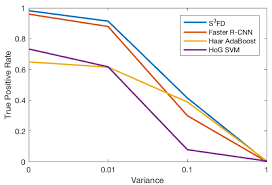 1
0.8
0.6
0.4
0.2
0
True Positive Rate
S³FD
Faster R-CNN
Haar AdaBoost
HoG SVM
0 0.01 0.1 1
Variance